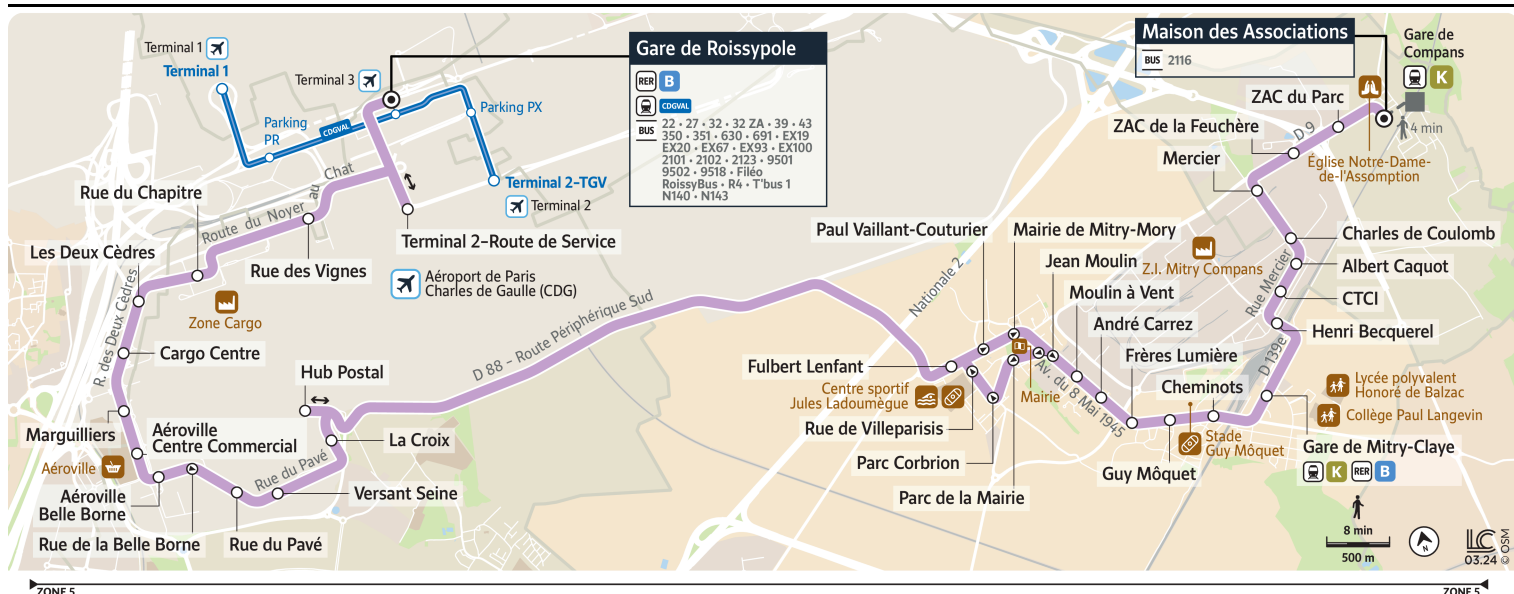 Terminal 1
Terminal 1
Terminal 3
Parking
PR
CDGVAL
Parking PX
Terminal 2-TGV
Terminal 2
Gare de Roissypole
RER B
CDGVAL
BUS
22 • 27 • 32 • 32 ZA • 39 • 43
350 • 351 • 630 • 691 • EX19
EX20 • EX67 • EX93 • EX100
2101 • 2102 • 2123 • 9501
9502 • 9518 • Filéo
RoissyBus • R4 • T'bus 1
N140 • N143
Maison des Associations
BUS 2116
Gare de
Compans
K
4 min
ZAC du Parc
D 9
ZAC de la Feuchère
Église Notre-Dame-
de-l'Assomption
Mercier
Rue du Chapitre
Route du Noyer au Chat
Terminal 2–Route de Service
Les Deux Cèdres
Rue des Vignes
Aéroport de Paris
Charles de Gaulle (CDG)
R. des Deux Cèdres
Zone Cargo
Cargo Centre
Hub Postal
D 88 – Route Périphérique Sud
Marguilliers
Aéroville
Centre Commercial
La Croix
Aéroville
Rue du Pavé
Aéroville
Belle Borne
Versant Seine
Rue de la Belle Borne
Rue du Pavé
Nationale 2
Paul Vaillant-Couturier
Mairie de Mitry-Mory
Jean Moulin
Z.I. Mitry Compans
Charles de Coulomb
Albert Caquot
Rue Mercier
CTCI
Moulin à Vent
André Carrez
Henri Becquerel
Frères Lumière
D 139e
Fulbert Lenfant
Centre sportif
Jules Ladoumègue
Mairie
Av. du 8 Mai 1945
Cheminots
Lycée polyvalent
Honoré de Balzac
Collège Paul Langevin
Rue de Villeparisis
Stade
Guy Môquet
Gare de Mitry-Claye
K RER B
Parc Corbrion
Guy Môquet
Parc de la Mairie
8 min
500 m
N
LC
03.24
© OSM
ZONE 5
ZONE 5